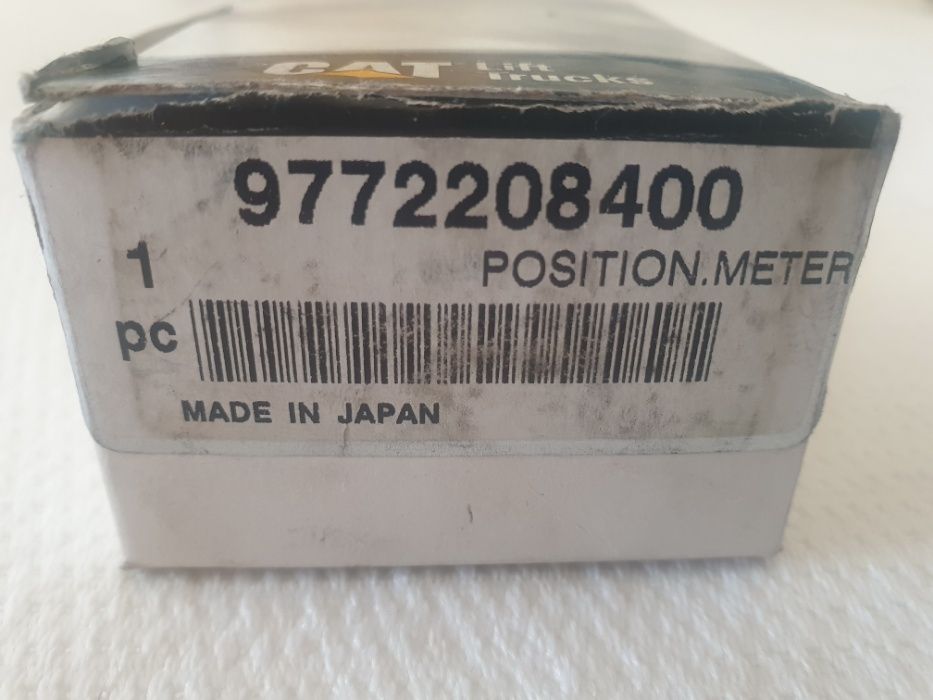 CAT Lift
Trucks
9772208400
1
pc
POSITION.METER
MADE IN JAPAN